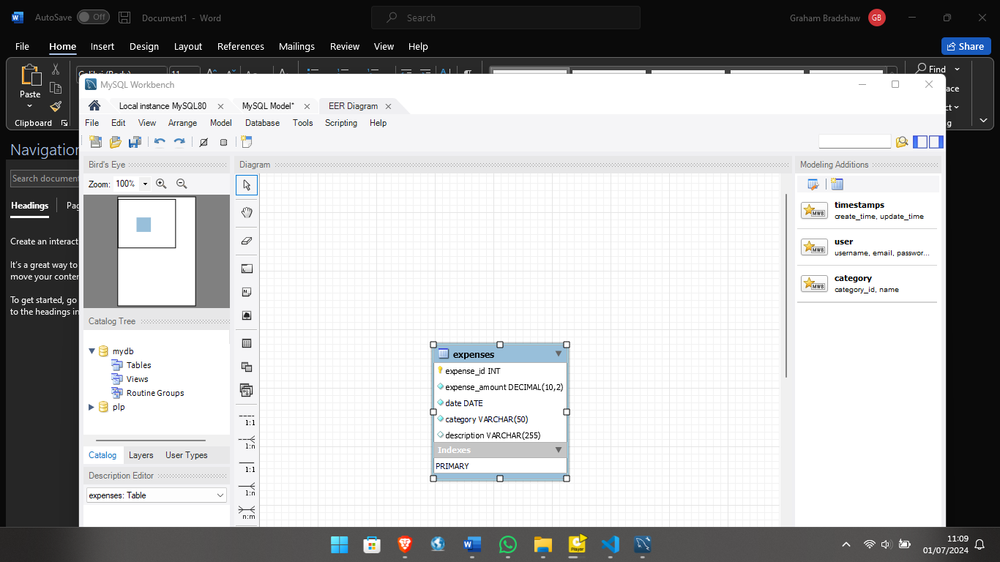 AutoSave Off Document1 - Word Search Graham Bradshaw GB
File Home Insert Design Layout References Mailings Review View Help Share
Paste
Clipboard
Find
MySQL Workbench
Local instance MySQL80 MySQL Model* EER Diagram
File Edit View Arrange Model Database Tools Scripting Help
Navigation
Search document
Headings
Create an interact
It's a great way to
move your conter
To get started, go
to the headings in
Bird's Eye
Zoom: 100%
Catalog Tree
mydb
Tables
Views
Routine Groups
plp
Catalog Layers User Types
Description Editor
expenses: Table
Diagram
1:1
1:n
1:1
1:n
n:m
expenses
expense_id INT
expense_amount DECIMAL(10,2)
date DATE
category VARCHAR(50)
description VARCHAR(255)
Indexes
PRIMARY
Modeling Additions
MWB
timestamps
create_time, update_time
MWB
user
username, email, passwor...
MWB
category
category_id, name
11:09
01/07/2024